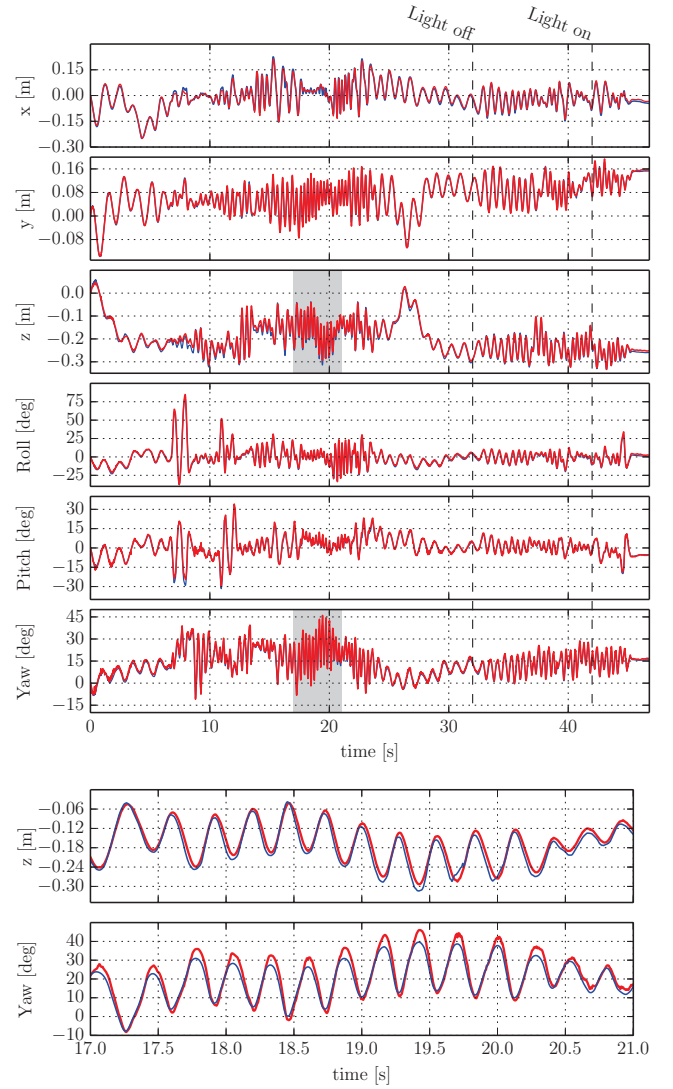 Light off Light on
x [m]
0.15
0.00
−0.15
−0.30
y [m]
0.16
0.08
0.00
−0.08
z [m]
0.0
−0.1
−0.2
−0.3
Roll [deg]
75
50
25
0
−25
Pitch [deg]
30
15
0
−15
−30
Yaw [deg]
45
30
15
0
−15
0 10 20 30 40
time [s]
z [m]
−0.06
−0.12
−0.18
−0.24
−0.30
Yaw [deg]
40
30
20
10
0
−10
17.0 17.5 18.0 18.5 19.0 19.5 20.0 20.5 21.0
time [s]